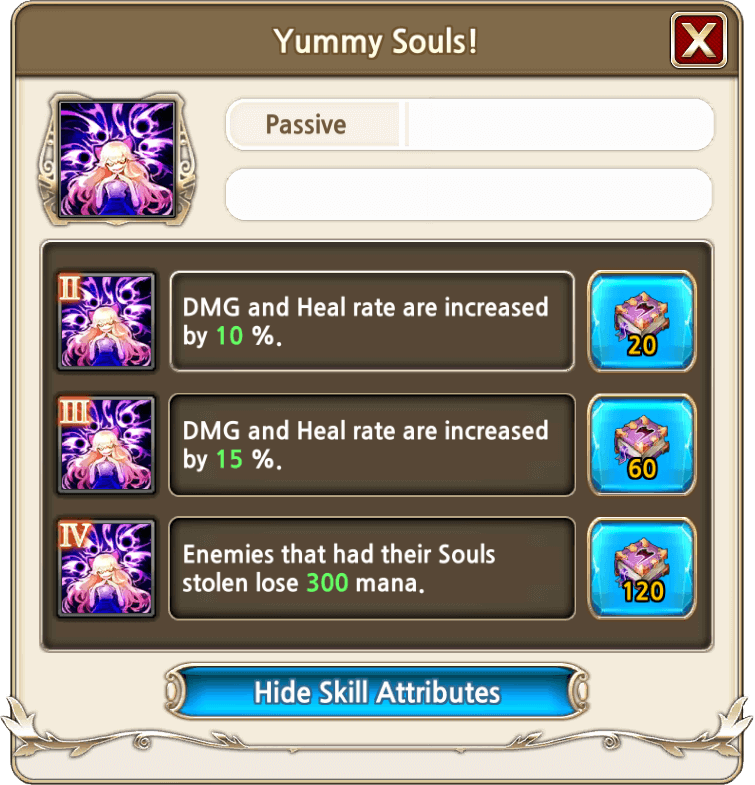 Yummy Souls!
X
Passive
II
DMG and Heal rate are increased
by 10 %.
20
III
DMG and Heal rate are increased
by 15 %.
60
IV
Enemies that had their Souls
stolen lose 300 mana.
120
Hide Skill Attributes